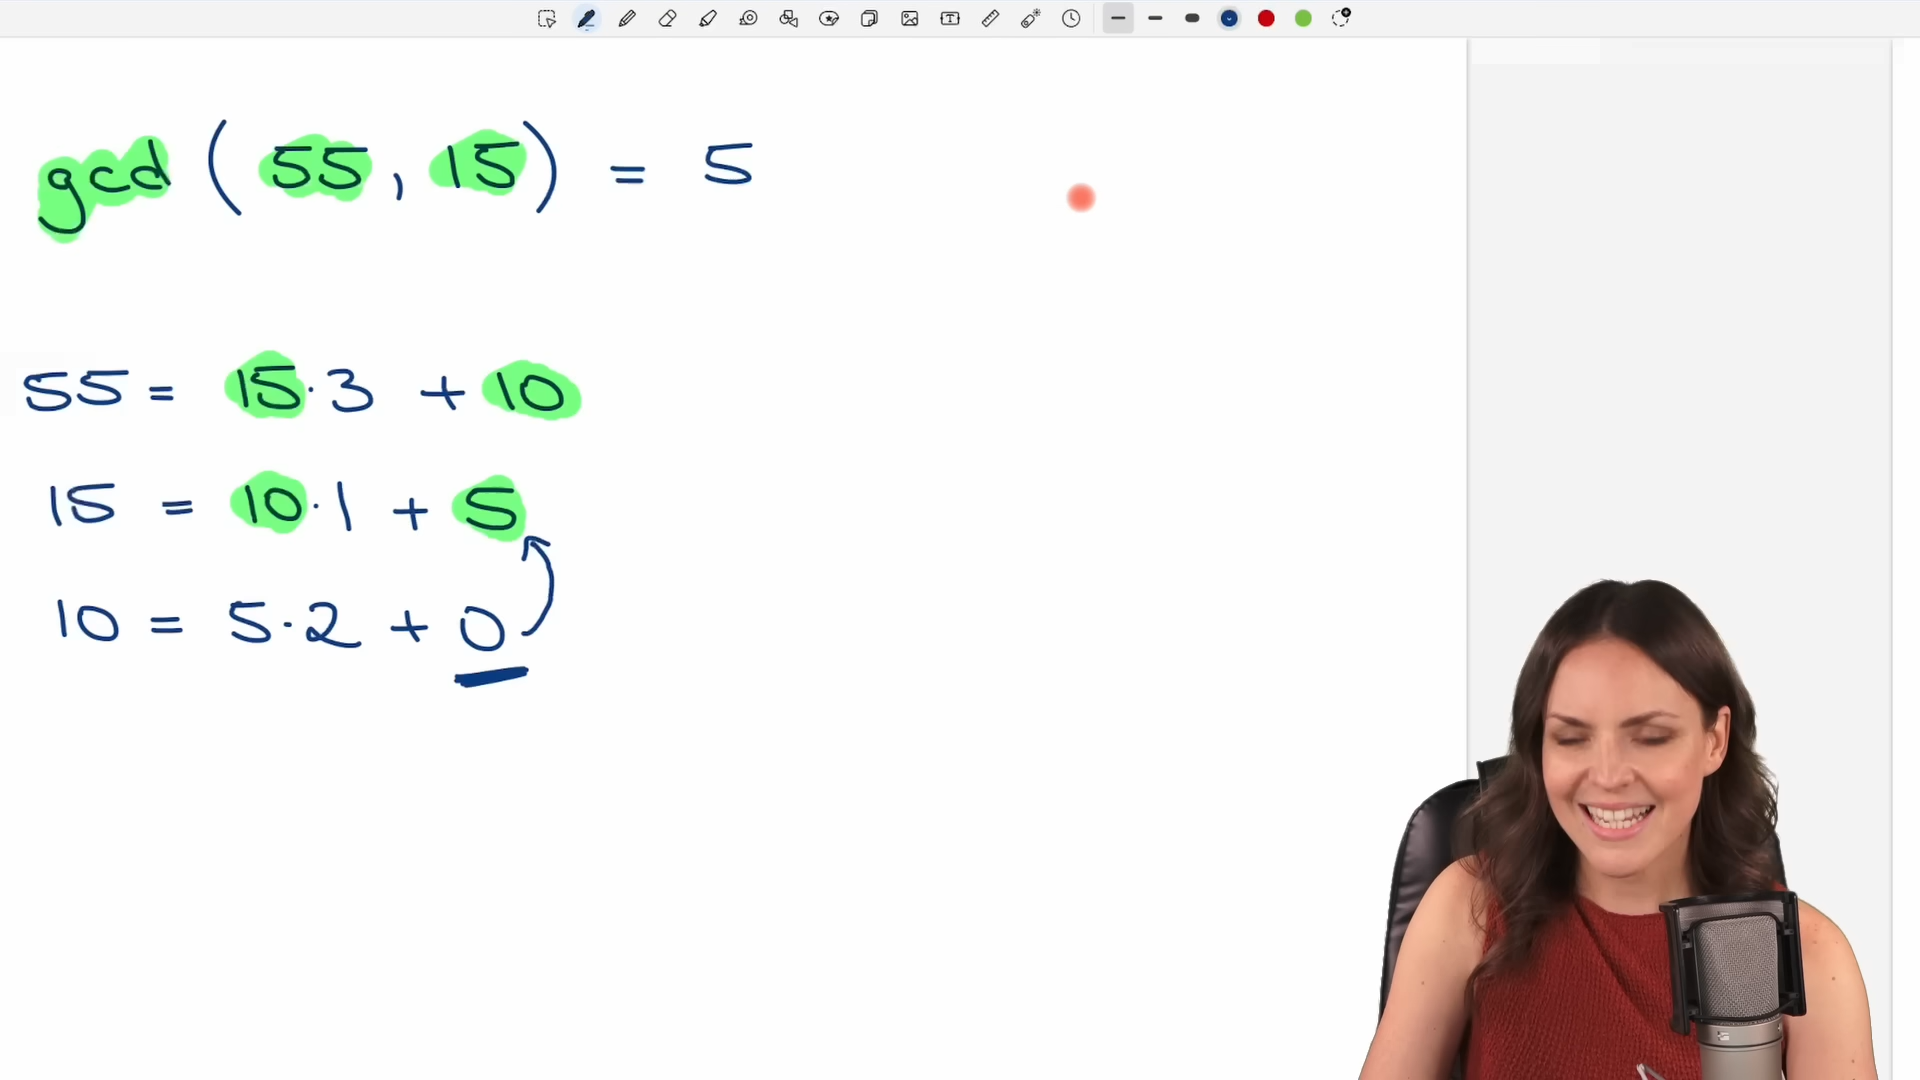 gcd ( 55 , 15 ) = 5
55 = 15 · 3 + 10
15 = 10 · 1 + 5
10 = 5 · 2 + 0